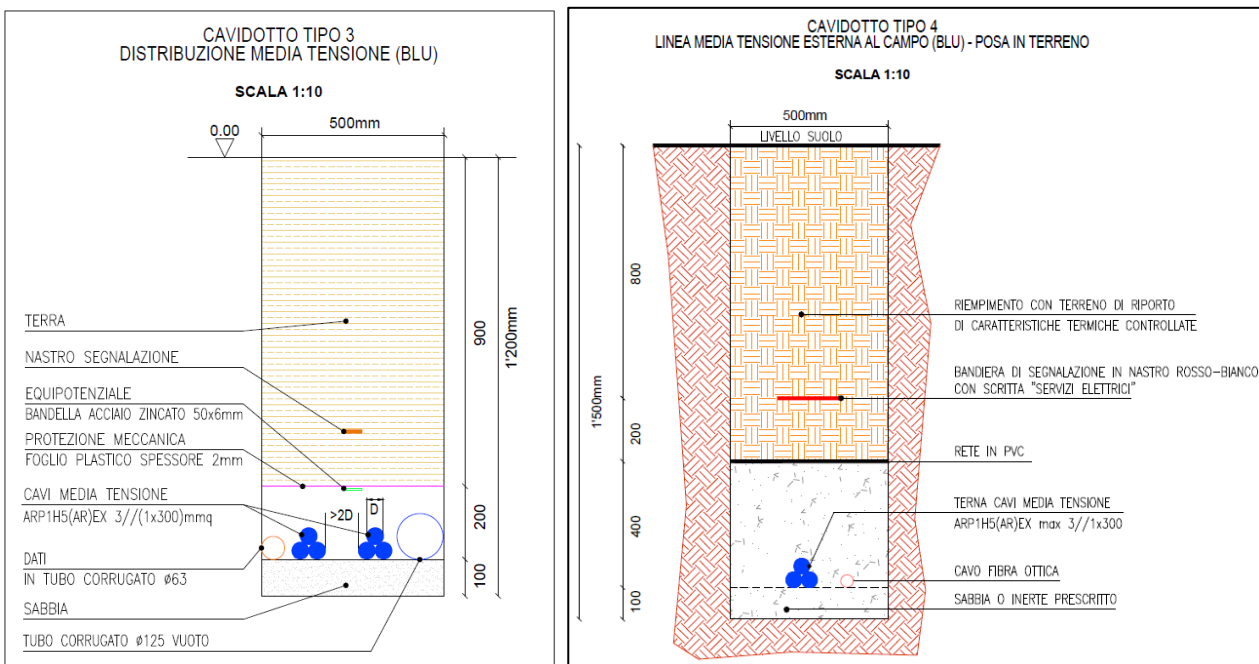 CAVIDOTTO TIPO 3
DISTRIBUZIONE MEDIA TENSIONE (BLU)
SCALA 1:10
0.00
500mm
TERRA
NASTRO SEGNALAZIONE
EQUIPOTENZIALE
BANDELLA ACCIAIO ZINCATO 50x6mm
PROTEZIONE MECCANICA
FOGLIO PLASTICO SPESSORE 2mm
CAVI MEDIA TENSIONE
ARP1H5(AR)EX 3//(1x300)mmq
DATI
IN TUBO CORRUGATO ø63
SABBIA
TUBO CORRUGATO ø125 VUOTO
>2D
D
900
200
100
1'200mm
CAVIDOTTO TIPO 4
LINEA MEDIA TENSIONE ESTERNA AL CAMPO (BLU) - POSA IN TERRENO
SCALA 1:10
500mm
LIVELLO SUOLO
1'500mm
800
200
400
100
RIEMPIMENTO CON TERRENO DI RIPORTO
DI CARATTERISTICHE TERMICHE CONTROLLATE
BANDIERA DI SEGNALAZIONE IN NASTRO ROSSO-BIANCO
CON SCRITTA "SERVIZI ELETTRICI"
RETE IN PVC
TERNA CAVI MEDIA TENSIONE
ARP1H5(AR)EX max 3//1x300
CAVO FIBRA OTTICA
SABBIA O INERTE PRESCRITTO